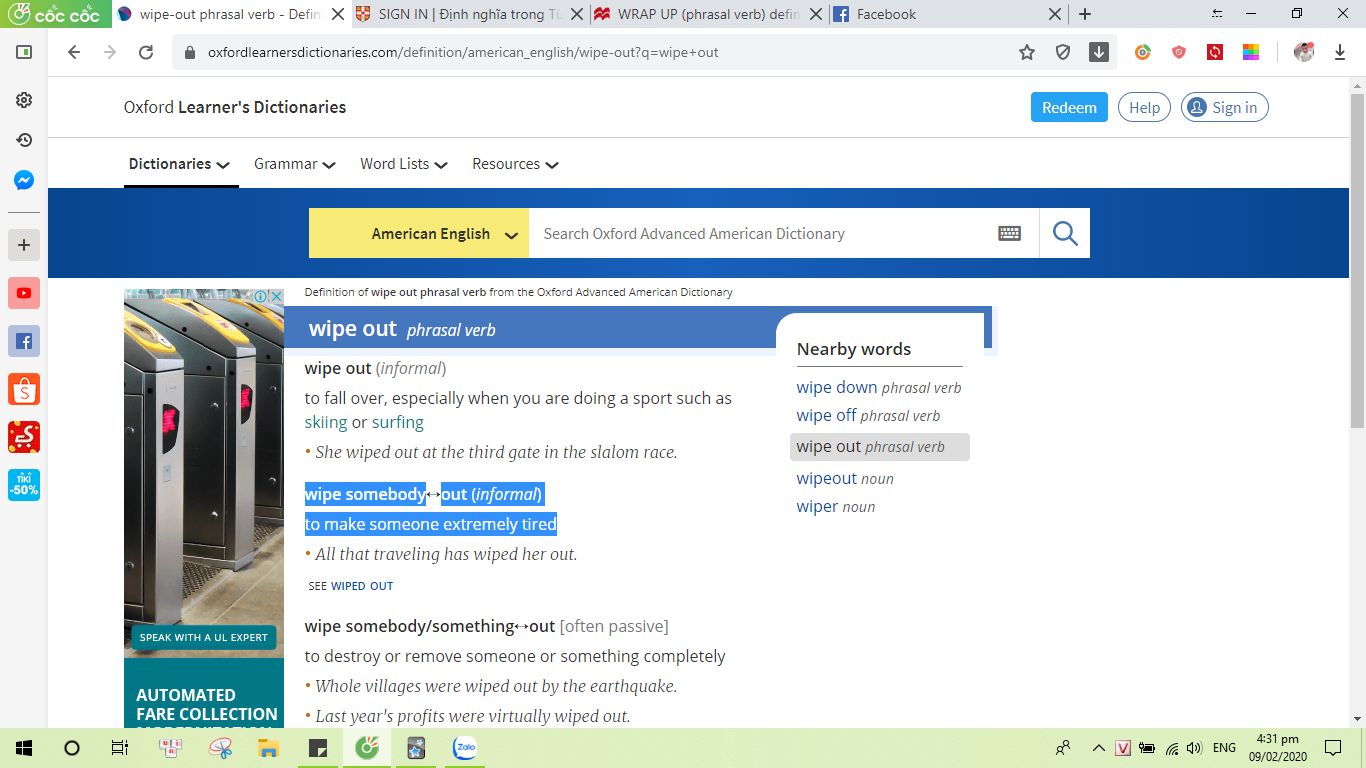 cốc cốc
wipe-out phrasal verb - Defin
SIGN IN | Định nghĩa trong Từ
WRAP UP (phrasal verb) defin
Facebook
oxfordlearnersdictionaries.com/definition/american_english/wipe-out?q=wipe+out
Oxford Learner's Dictionaries
Redeem
Help
Sign in
Dictionaries
Grammar
Word Lists
Resources
American English
Search Oxford Advanced American Dictionary
Definition of wipe out phrasal verb from the Oxford Advanced American Dictionary
wipe out phrasal verb
wipe out (informal)
to fall over, especially when you are doing a sport such as
skiing or surfing
• She wiped out at the third gate in the slalom race.
wipe somebody↔out (informal)
to make someone extremely tired
• All that traveling has wiped her out.
SEE WIPED OUT
wipe somebody/something↔out [often passive]
to destroy or remove someone or something completely
• Whole villages were wiped out by the earthquake.
• Last year's profits were virtually wiped out.
Nearby words
wipe down phrasal verb
wipe off phrasal verb
wipe out phrasal verb
wipeout noun
wiper noun
SPEAK WITH A UL EXPERT
AUTOMATED
FARE COLLECTION
TIKI
-50%
Zalo
V
ENG
4:31 pm
09/02/2020